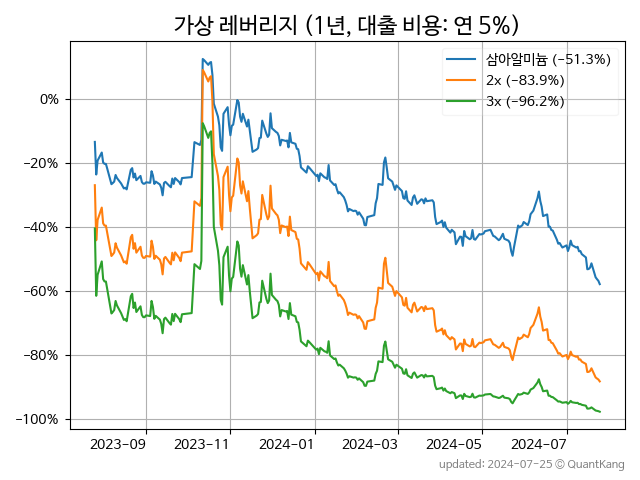 가상 레버리지 (1년, 대출 비용: 연 5%)
삼아알미늄 (−51.3%)
2x (−83.9%)
3x (−96.2%)
0%
−20%
−40%
−60%
−80%
−100%
2023-09 2023-11 2024-01 2024-03 2024-05 2024-07
updated: 2024-07-25 © QuantKang